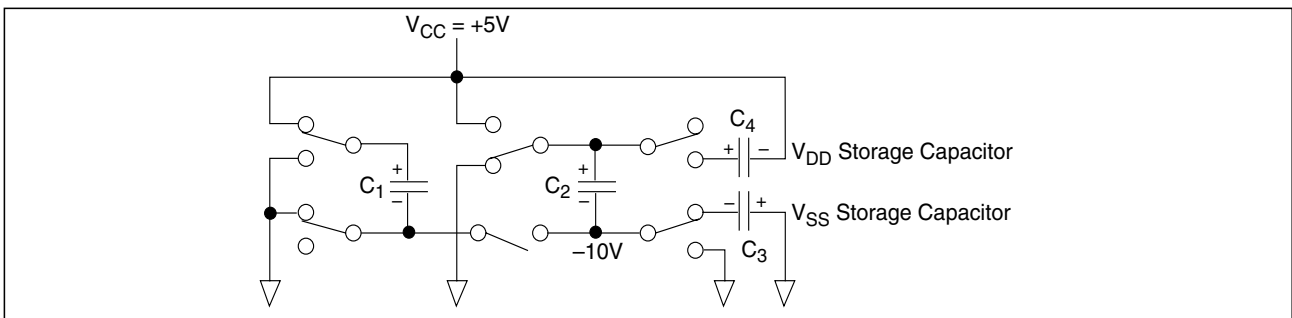 V_CC = +5V
C_4
+ −
V_DD Storage Capacitor
+
C_1
−
+
C_2
−
− +
V_SS Storage Capacitor
C_3
−10V